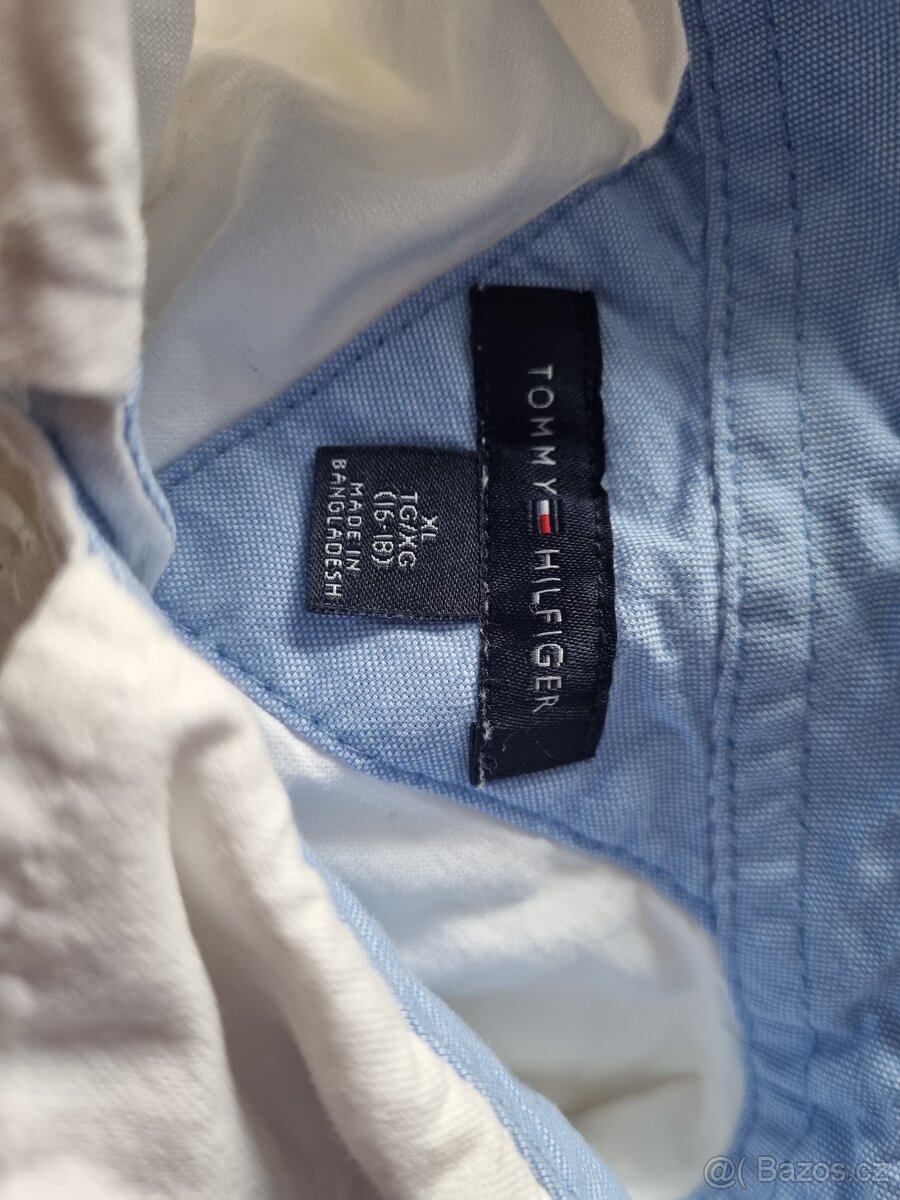 TOMMY HILFIGER
XL
TG/XG
(16-18)
MADE IN
BANGLADESH
@( Bazos.cz